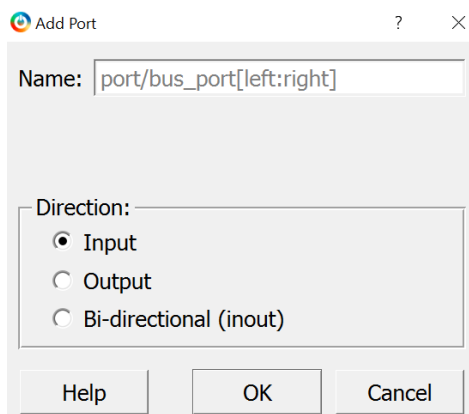 Add Port ?
Name: port/bus_port[left:right]
Direction:
Input
Output
Bi-directional (inout)
Help OK Cancel